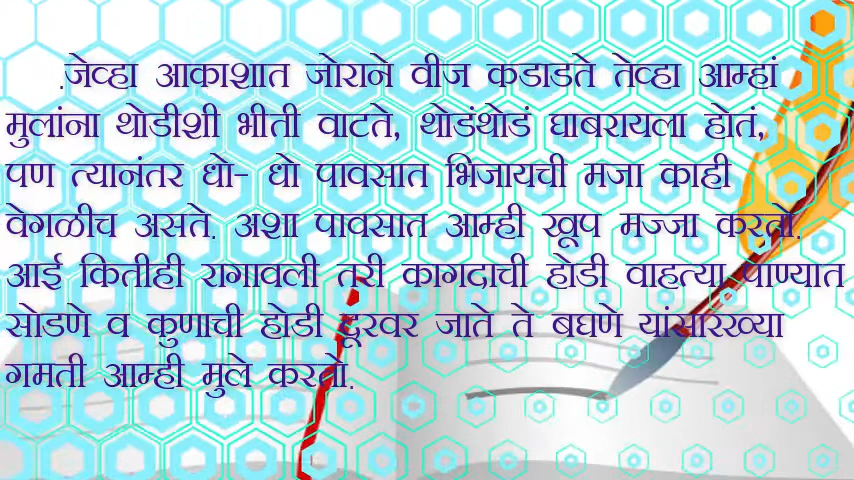 .जेव्हा आकाशात जोराने वीज कडाडते तेव्हा आम्हां
मुलांना थोडीशी भीती वाटते, थोडंथोडं घाबरायला होतं,
पण त्यानंतर धो- धो पावसात भिजायची मजा काही
वेगळीच असते. अशा पावसात आम्ही खूप मज्जा करतो.
आई कितीही रागावली तरी कागदाची होडी वाहत्या पाण्यात
सोडणे व कुणाची होडी दूरवर जाते ते बघणे यांसारख्या
गमती आम्ही मुले करतो.